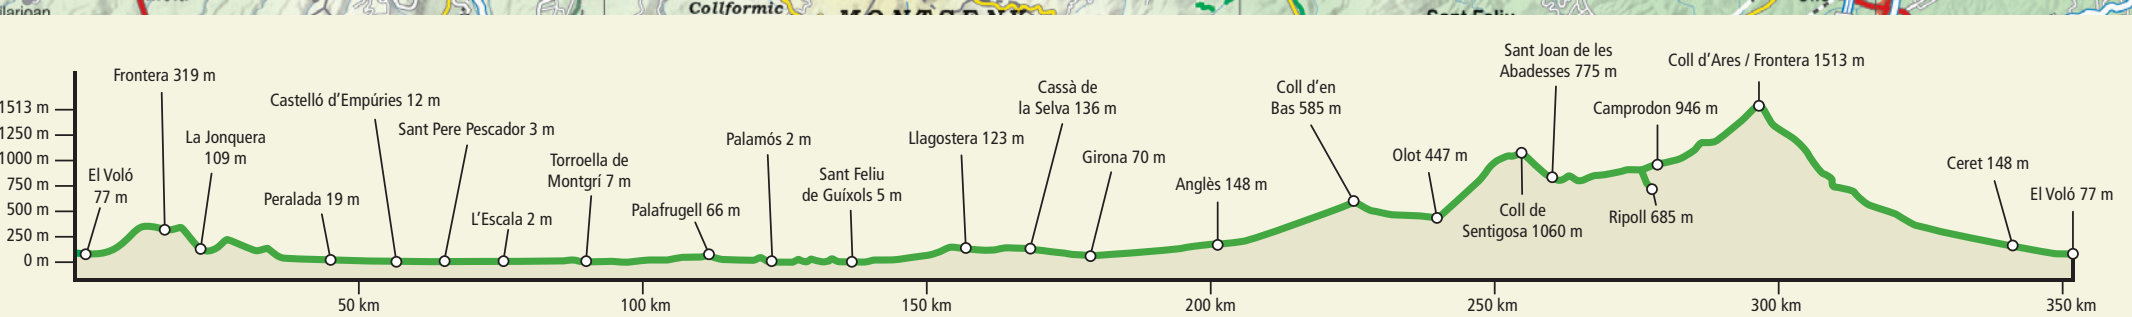 Collformic
Frontera 319 m
Castelló d'Empúries 12 m
Sant Pere Pescador 3 m
La Jonquera
109 m
El Voló
77 m
Peralada 19 m
L'Escala 2 m
Torroella de
Montgrí 7 m
Palafrugell 66 m
Palamós 2 m
Sant Feliu
de Guíxols 5 m
Llagostera 123 m
Cassà de
la Selva 136 m
Girona 70 m
Anglès 148 m
Coll d'en
Bas 585 m
Olot 447 m
Sant Joan de les
Abadesses 775 m
Coll de
Sentigosa 1060 m
Camprodon 946 m
Ripoll 685 m
Coll d'Ares / Frontera 1513 m
Ceret 148 m
El Voló 77 m
1513 m
1250 m
1000 m
750 m
500 m
250 m
0 m
50 km
100 km
150 km
200 km
250 km
300 km
350 km